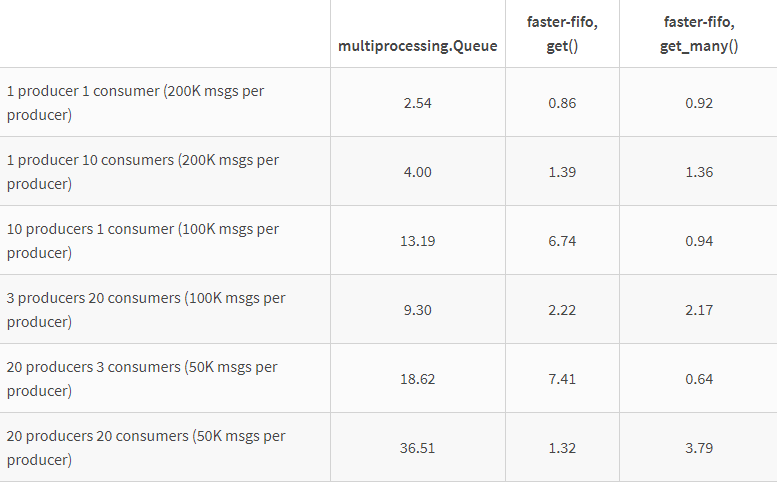 multiprocessing.Queue
faster-fifo,
get()
faster-fifo,
get_many()
1 producer 1 consumer (200K msgs per
producer)
2.54
0.86
0.92
1 producer 10 consumers (200K msgs per
producer)
4.00
1.39
1.36
10 producers 1 consumer (100K msgs per
producer)
13.19
6.74
0.94
3 producers 20 consumers (100K msgs per
producer)
9.30
2.22
2.17
20 producers 3 consumers (50K msgs per
producer)
18.62
7.41
0.64
20 producers 20 consumers (50K msgs per
producer)
36.51
1.32
3.79